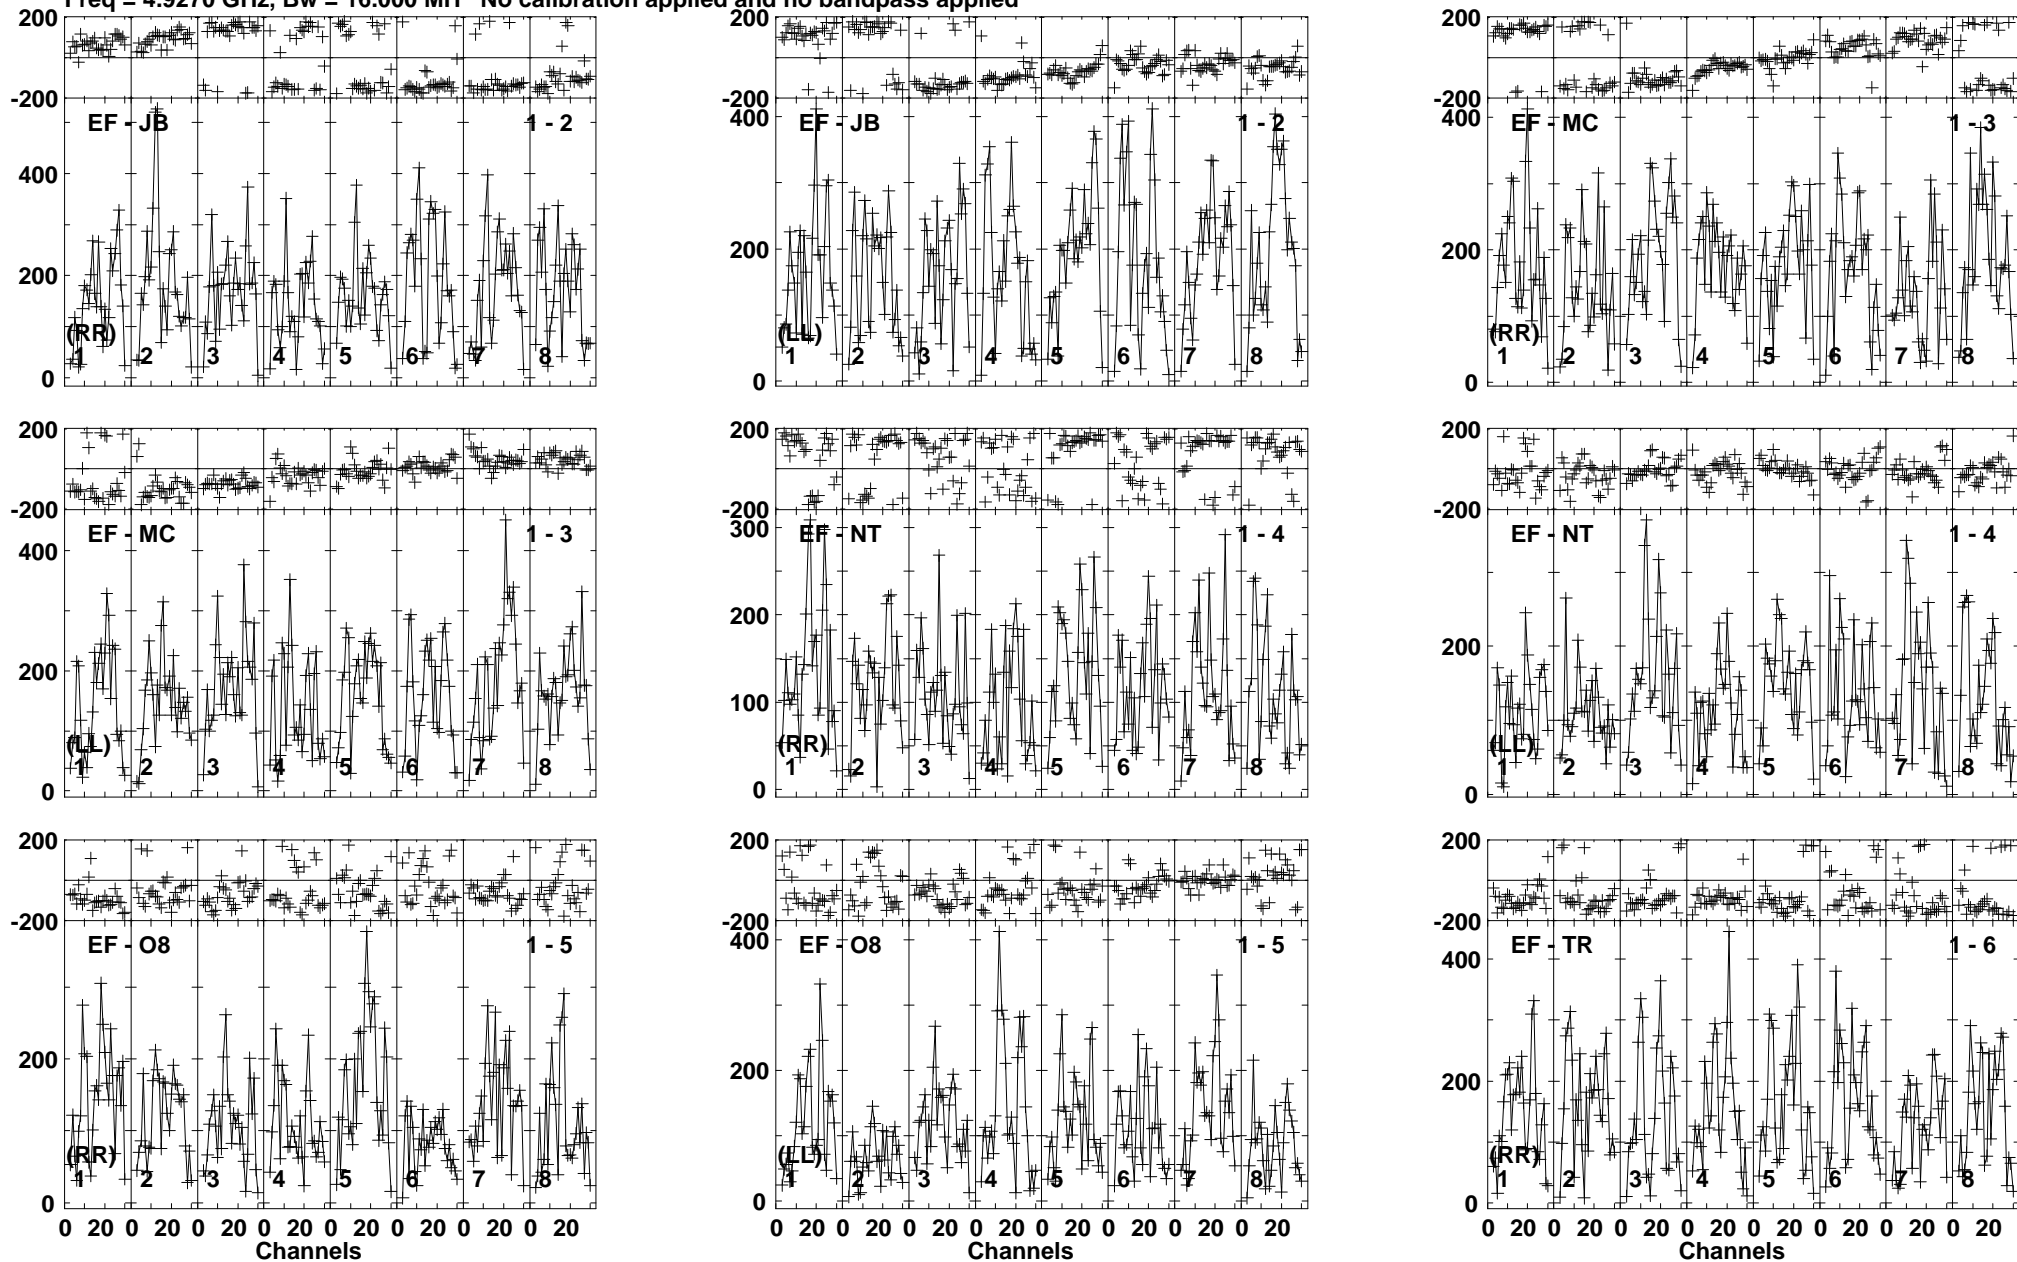 Freq = 4.9270 GHz, Bw = 16.000 MH No calibration applied and no bandpass applied
200 200 200
-200 -200 -200
EF - JB 1 - 2 EF - JB 1 - 2 EF - MC 1 - 3
400 400 400
200 200 200
(RR) (LL) (RR)
1 2 3 4 5 6 7 8 1 2 3 4 5 6 7 8 1 2 3 4 5 6 7 8
0 0 0
200 200 200
-200 -200 -200
EF - MC 1 - 3 EF - NT 1 - 4 EF - NT 1 - 4
400 300
200 200 200
100
(LL) (RR) (LL)
1 2 3 4 5 6 7 8 1 2 3 4 5 6 7 8 1 2 3 4 5 6 7 8
0 0 0
200 200 200
-200 -200 -200
EF - O8 1 - 5 EF - O8 1 - 5 EF - TR 1 - 6
400 400
200 200 200
(RR) (LL) (RR)
1 2 3 4 5 6 7 8 1 2 3 4 5 6 7 8 1 2 3 4 5 6 7 8
0 0 0
0 20 0 20 0 20 0 20 0 20 0 20 0 20 0 20 0 20 0 20 0 20 0 20 0 20 0 20 0 20 0 20 0 20 0 20 0 20 0 20 0 20 0 20 0 20 0 20
Channels Channels Channels